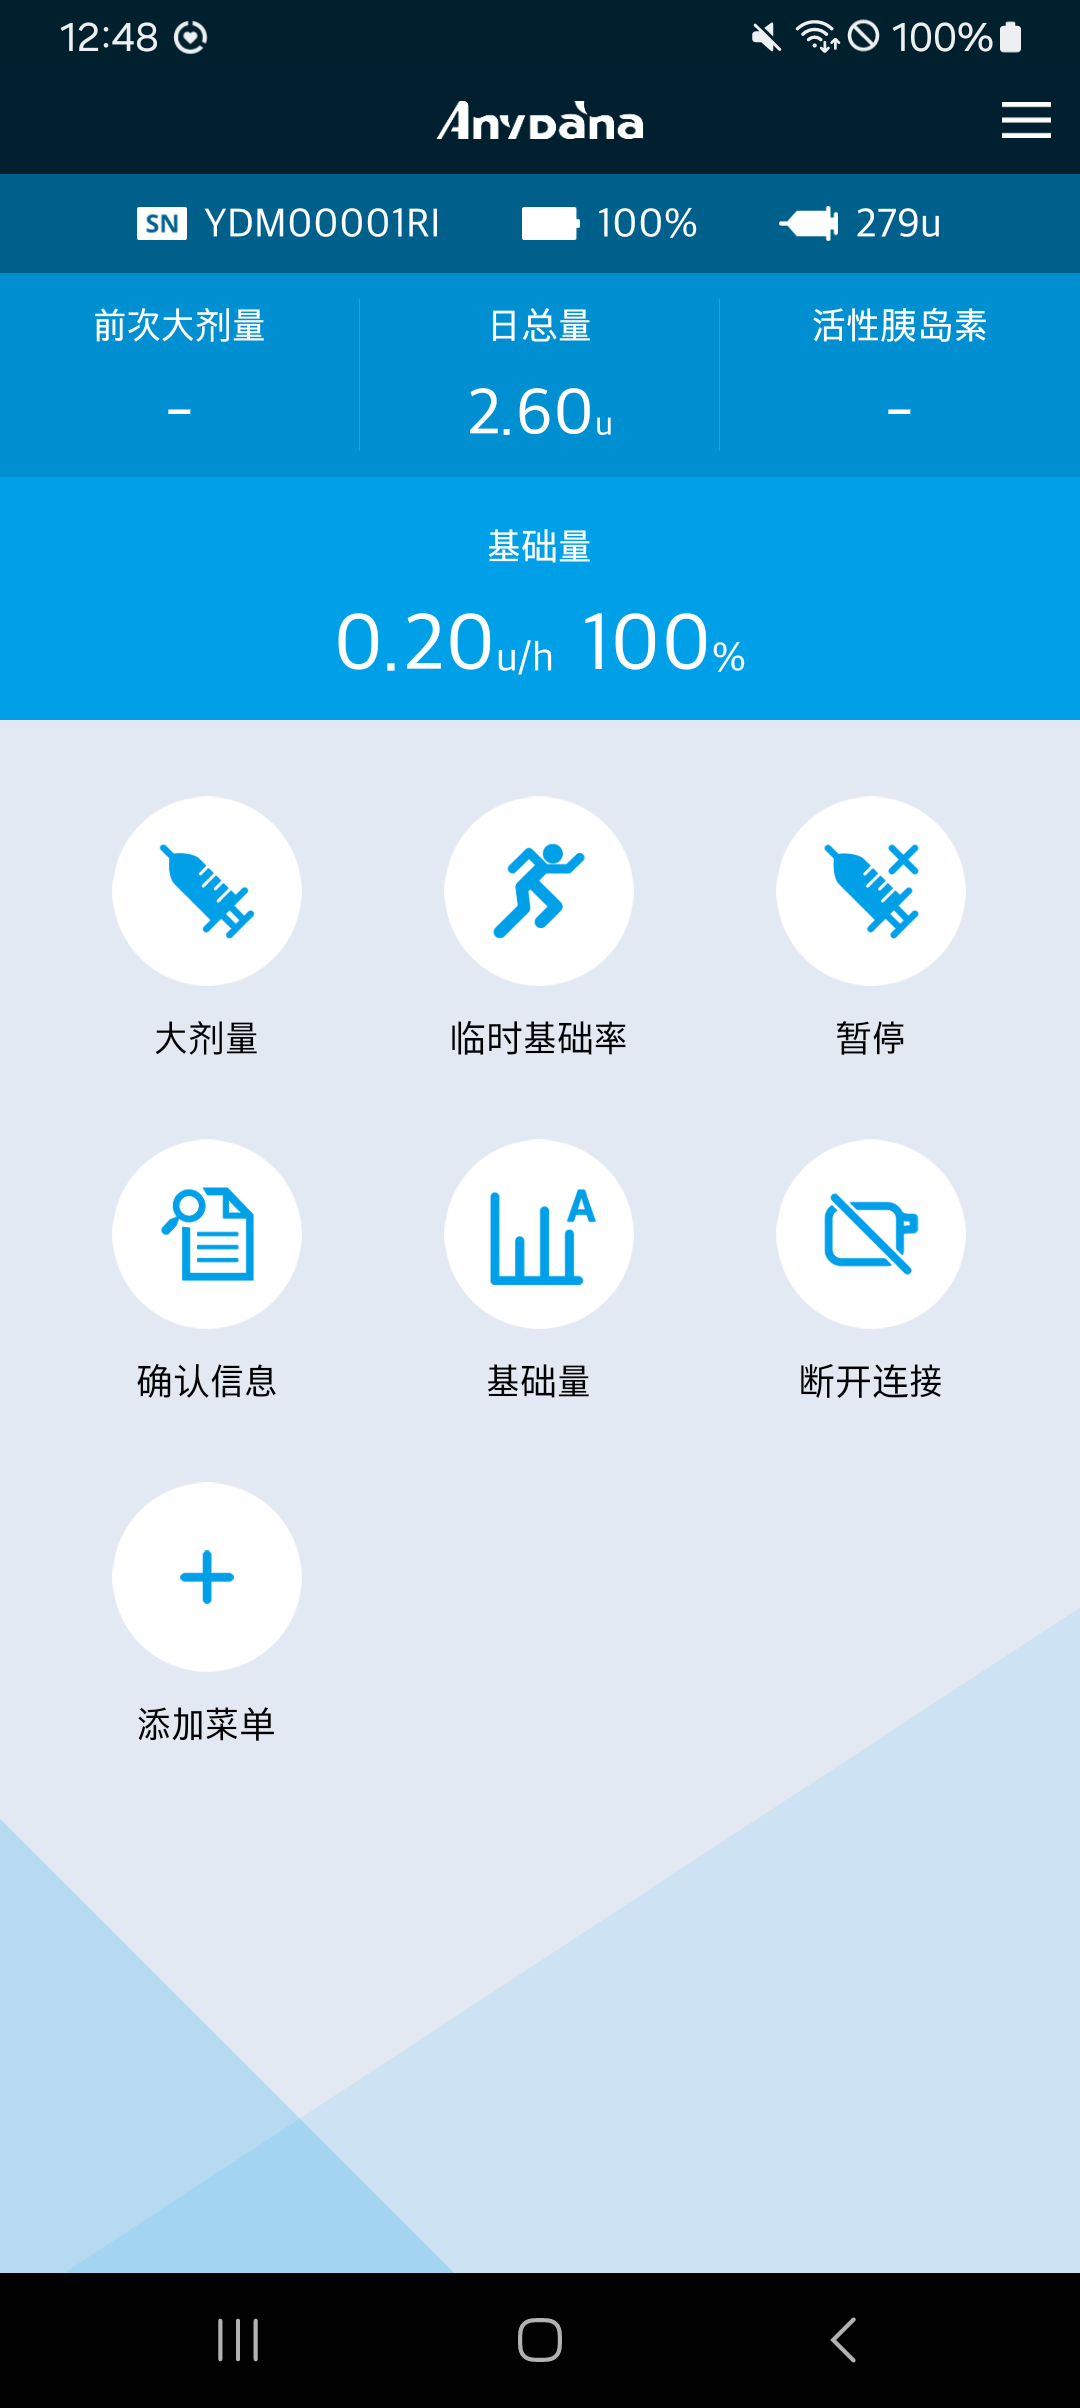 12:48 100%
AnyDana
SN YDM00001RI 100% 279u
前次大剂量 日总量 活性胰岛素
- 2.60u -
基础量
0.20u/h 100%
大剂量 临时基础率 暂停
A
确认信息 基础量 断开连接
添加菜单